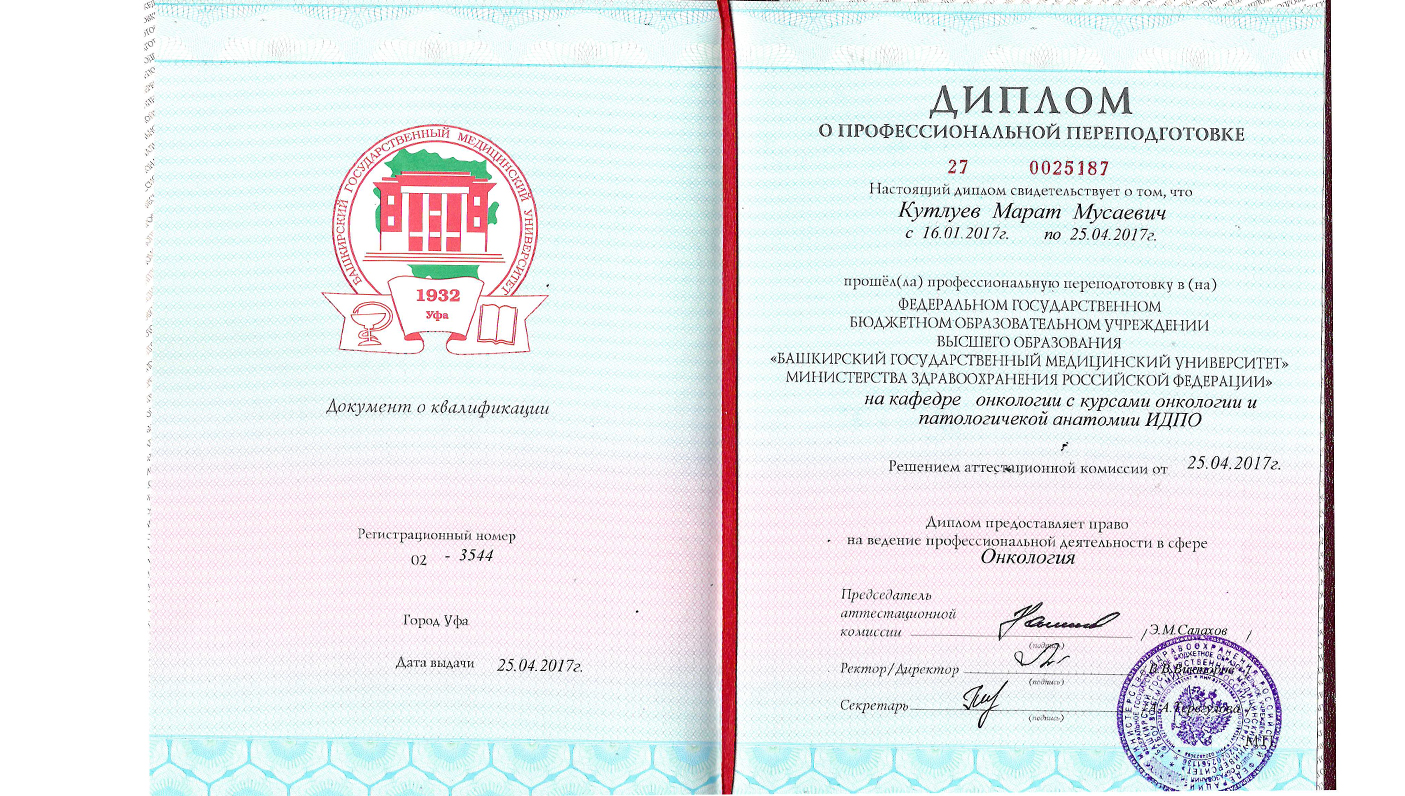 БАШКИРСКИЙ ГОСУДАРСТВЕННЫЙ МЕДИЦИНСКИЙ УНИВЕРСИТЕТ
1932
Уфа
Документ о квалификации
Регистрационный номер
02 - 3544
Город Уфа
Дата выдачи 25.04.2017г.
ДИПЛОМ
О ПРОФЕССИОНАЛЬНОЙ ПЕРЕПОДГОТОВКЕ
27 0025187
Настоящий диплом свидетельствует о том, что
Кутлуев Марат Мусаевич
с 16.01.2017г. по 25.04.2017г.
прошёл(ла) профессиональную переподготовку в (на)
ФЕДЕРАЛЬНОМ ГОСУДАРСТВЕННОМ
БЮДЖЕТНОМ ОБРАЗОВАТЕЛЬНОМ УЧРЕЖДЕНИИ
ВЫСШЕГО ОБРАЗОВАНИЯ
«БАШКИРСКИЙ ГОСУДАРСТВЕННЫЙ МЕДИЦИНСКИЙ УНИВЕРСИТЕТ»
МИНИСТЕРСТВА ЗДРАВООХРАНЕНИЯ РОССИЙСКОЙ ФЕДЕРАЦИИ»
на кафедре онкологии с курсами онкологии и
патологичекой анатомии ИДПО
Решением аттестационной комиссии от 25.04.2017г.
Диплом предоставляет право
на ведение профессиональной деятельности в сфере
Онкология
Председатель
аттестационной
комиссии / Э.М.Салахов /
(подпись)
Ректор/Директор
(подпись)
Секретарь
(подпись)
МП